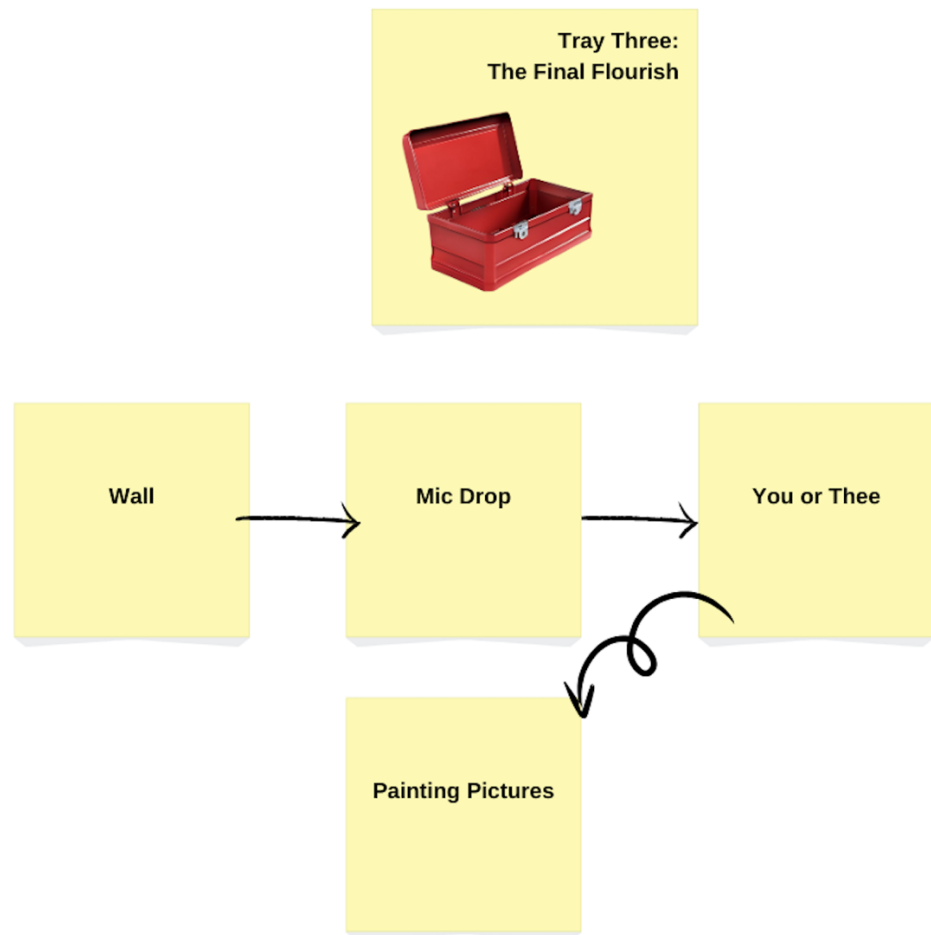 Tray Three:
The Final Flourish
Wall
Mic Drop
You or Thee
Painting Pictures